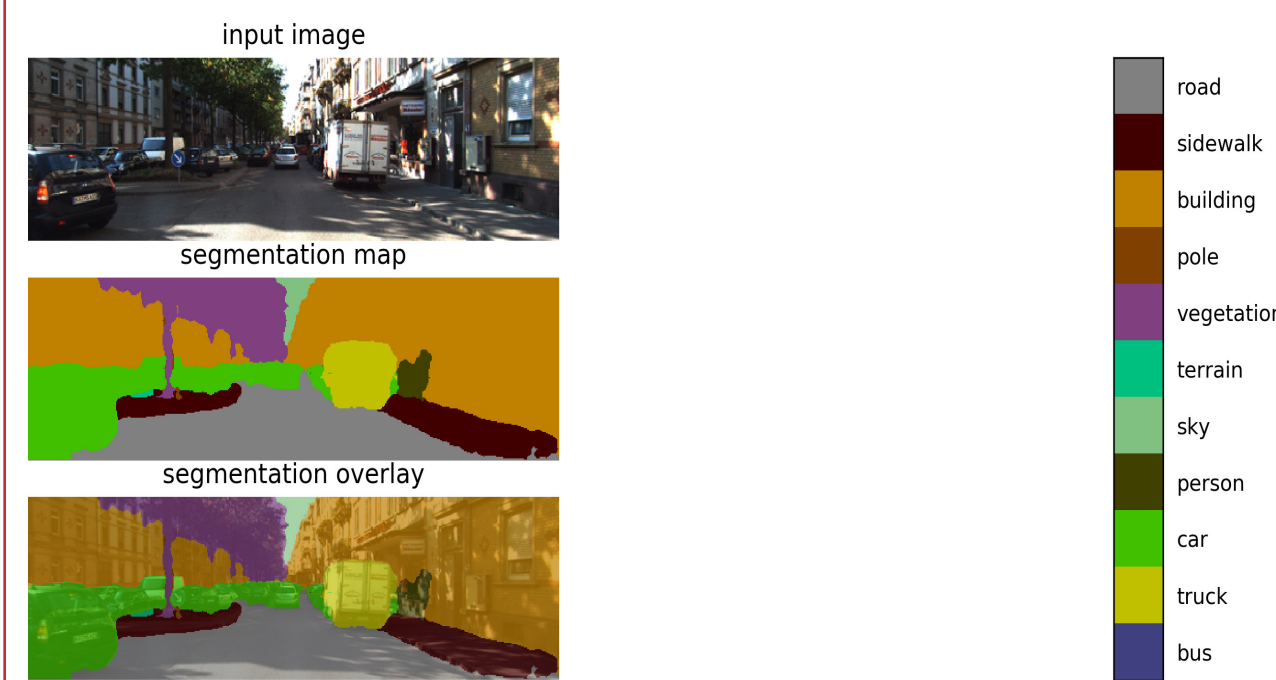 input image
segmentation map
segmentation overlay
road
sidewalk
building
pole
vegetation
terrain
sky
person
car
truck
bus